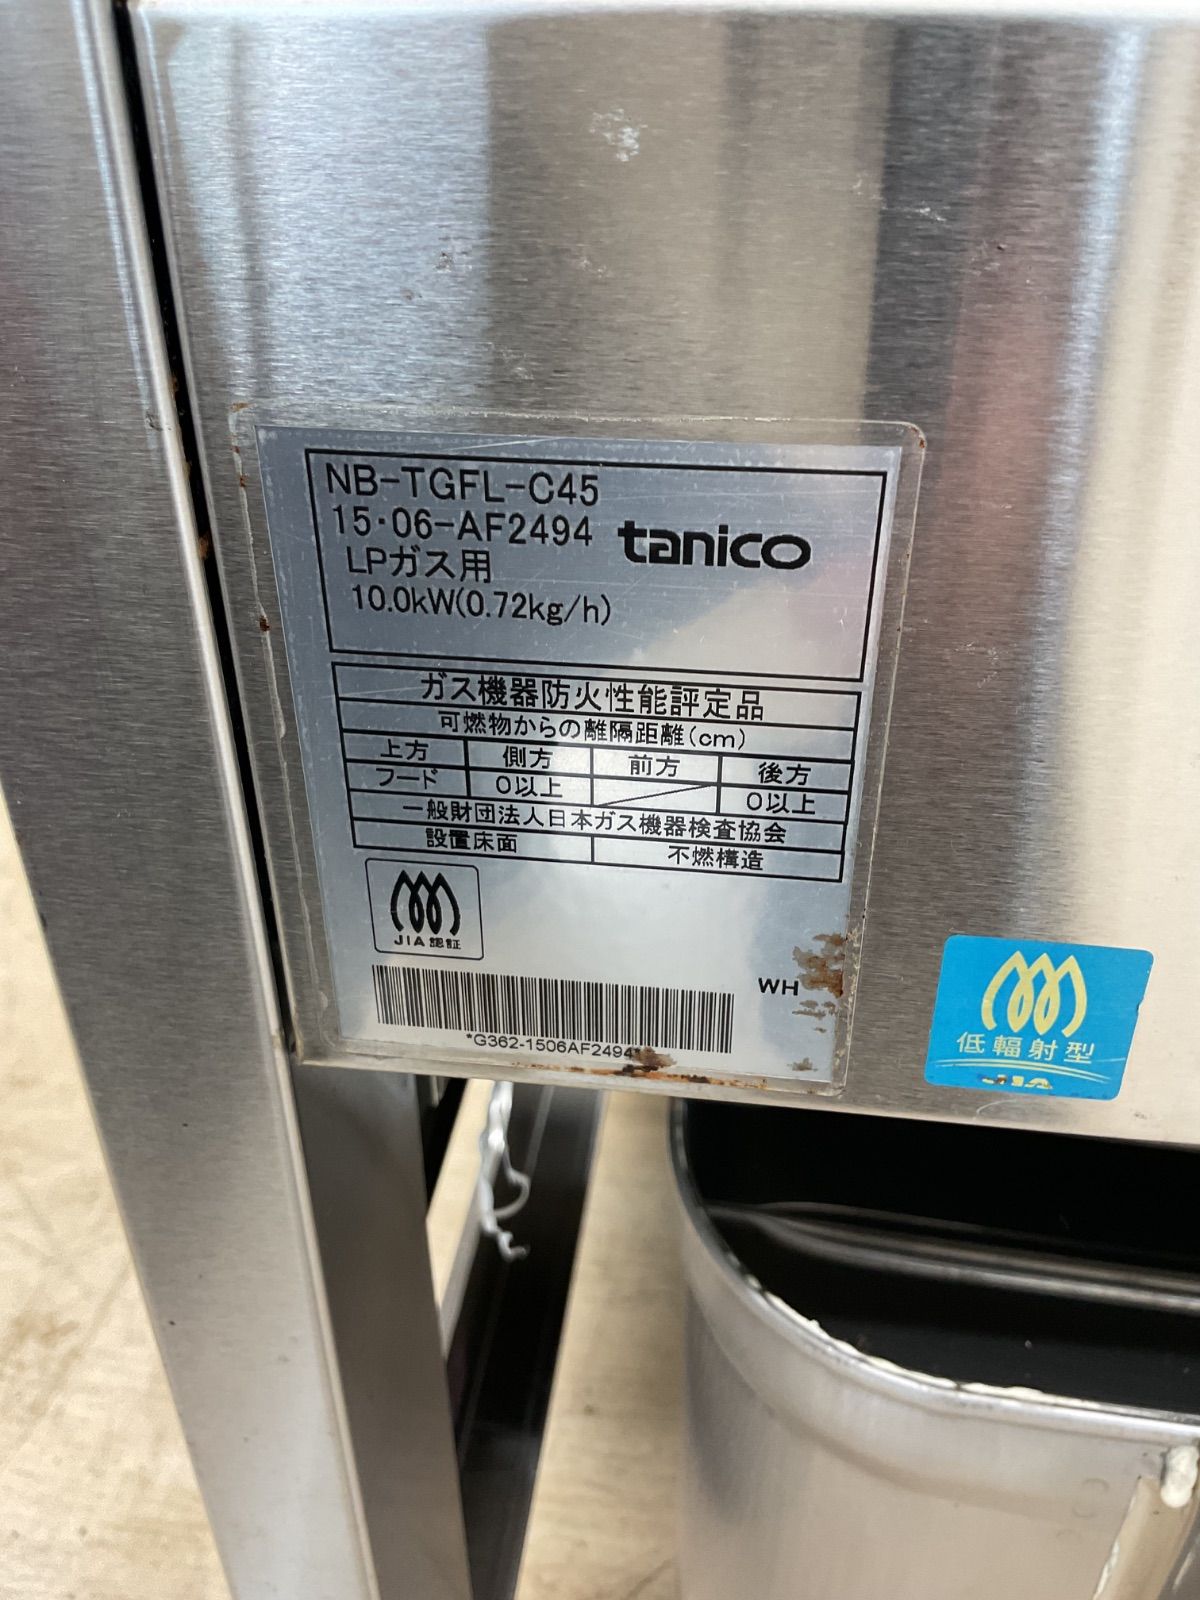 NB-TGFL-C45
15・06-AF2494
tanico
LPガス用
10.0kW(0.72kg/h)
ガス機器防火性能評定品
可燃物からの離隔距離(cm)
上方 側方 前方 後方
フード 0以上 0以上
一般財団法人日本ガス機器検査協会
設置床面 不燃構造
JIA 認証
WH
*G362-1506AF2494*
低輻射型
JIA